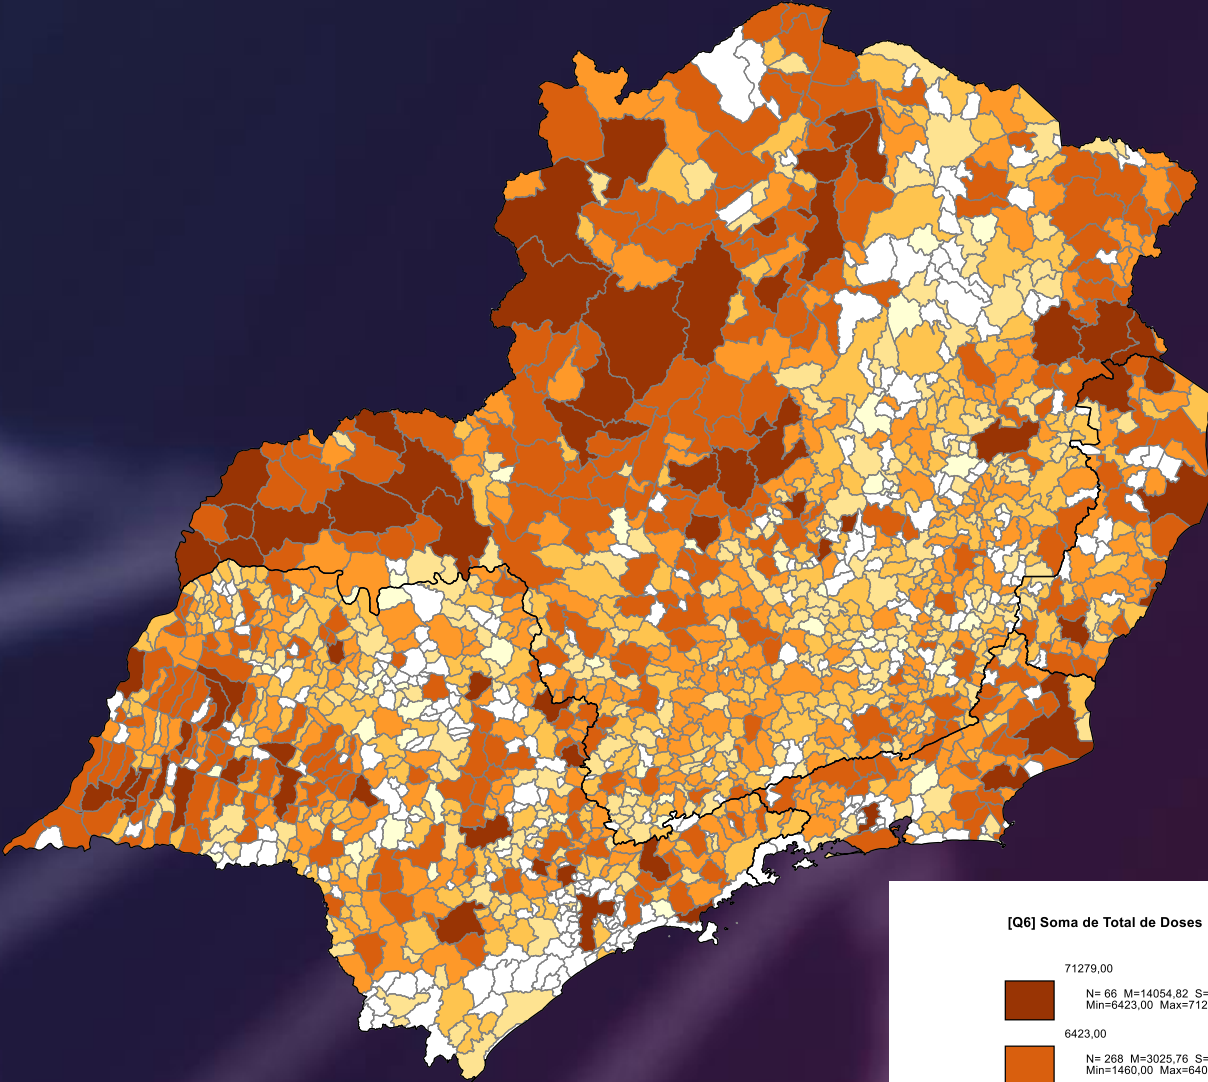 [Q6] Soma de Total de Doses
71279,00
N= 66 M=14054,82 S=
Min=6423,00 Max=712
6423,00
N= 268 M=3025,76 S=
Min=1460,00 Max=640